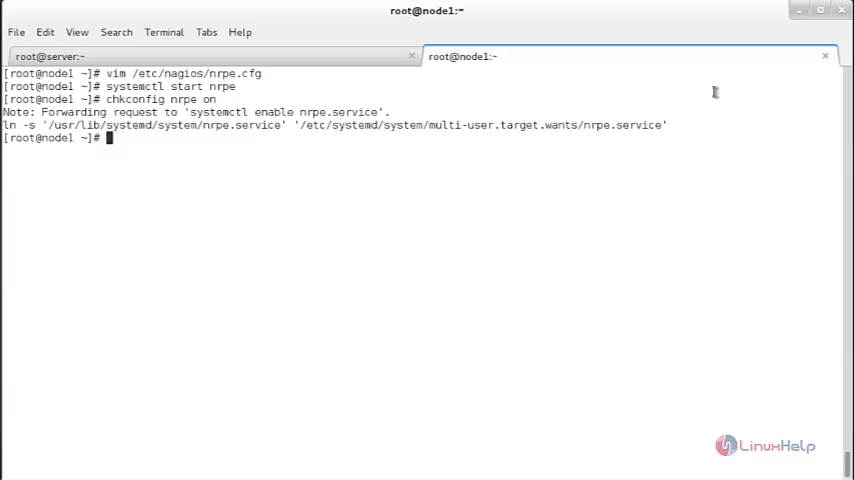 root@node1:~
File Edit View Search Terminal Tabs Help
root@server:~ root@node1:~
[root@node1 ~]# vim /etc/nagios/nrpe.cfg
[root@node1 ~]# systemctl start nrpe
[root@node1 ~]# chkconfig nrpe on
Note: Forwarding request to 'systemctl enable nrpe.service'.
ln -s '/usr/lib/systemd/system/nrpe.service' '/etc/systemd/system/multi-user.target.wants/nrpe.service'
[root@node1 ~]#
LinuxHelp